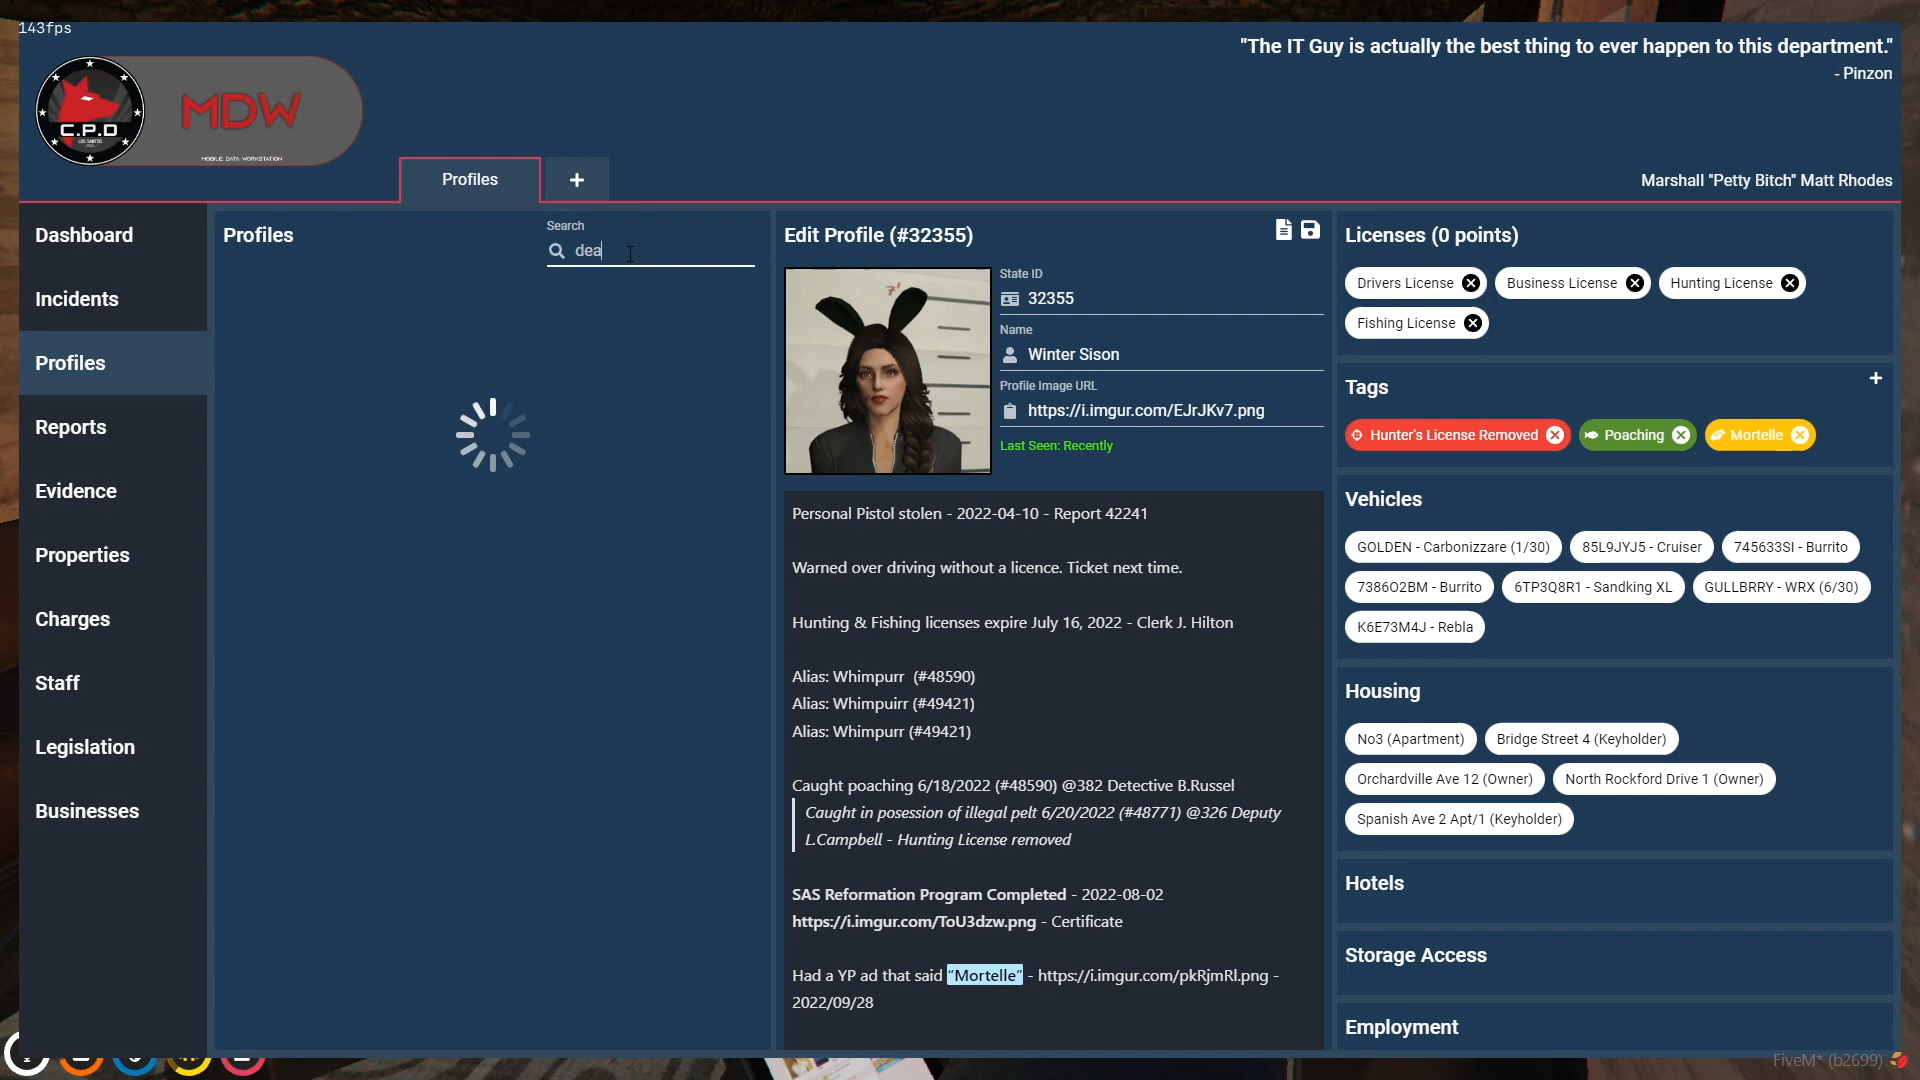 143fps
"The IT Guy is actually the best thing to ever happen to this department."
- Pinzon
C.P.D
LOS SANTOS
MDW
MOBILE DATA WORKSTATION
Profiles
+
Marshall "Petty Bitch" Matt Rhodes
Dashboard
Incidents
Profiles
Reports
Evidence
Properties
Charges
Staff
Legislation
Businesses
Profiles
Search
dea
Edit Profile (#32355)
State ID
32355
Name
Winter Sison
Profile Image URL
https://i.imgur.com/EJrJKv7.png
Last Seen: Recently
Personal Pistol stolen - 2022-04-10 - Report 42241
Warned over driving without a licence. Ticket next time.
Hunting & Fishing licenses expire July 16, 2022 - Clerk J. Hilton
Alias: Whimpurr (#48590)
Alias: Whimpuirr (#49421)
Alias: Whimpurr (#49421)
Caught poaching 6/18/2022 (#48590) @382 Detective B.Russel
Caught in posession of illegal pelt 6/20/2022 (#48771) @326 Deputy
L.Campbell - Hunting License removed
SAS Reformation Program Completed - 2022-08-02
https://i.imgur.com/ToU3dzw.png - Certificate
Had a YP ad that said “Mortelle” - https://i.imgur.com/pkRjmRl.png -
2022/09/28
Licenses (0 points)
Drivers License
Business License
Hunting License
Fishing License
Tags
+
Hunter's License Removed
Poaching
Mortelle
Vehicles
GOLDEN - Carbonizzare (1/30)
85L9JYJ5 - Cruiser
745633SI - Burrito
7386O2BM - Burrito
6TP3Q8R1 - Sandking XL
GULLBRRY - WRX (6/30)
K6E73M4J - Rebla
Housing
No3 (Apartment)
Bridge Street 4 (Keyholder)
Orchardville Ave 12 (Owner)
North Rockford Drive 1 (Owner)
Spanish Ave 2 Apt/1 (Keyholder)
Hotels
Storage Access
Employment
FiveM* (b2699)